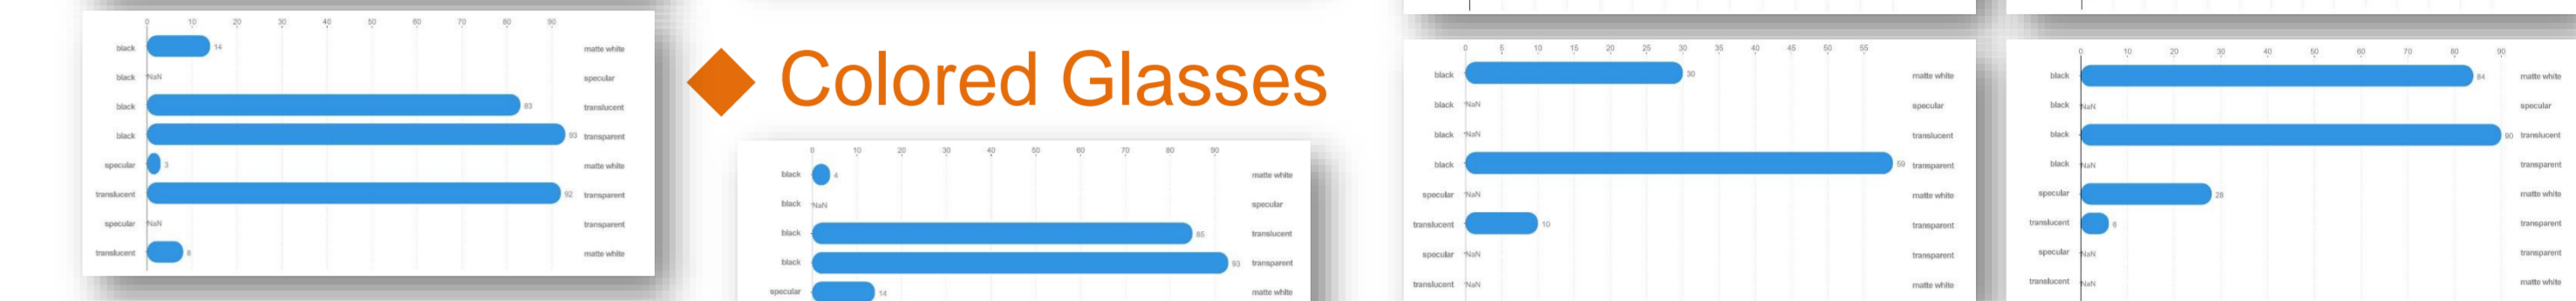 0 10 20 30 40 50 60 70 80 90
black 14 matte white
black NaN specular
black 83 translucent
black 93 transparent
specular 3 matte white
translucent 92 transparent
specular NaN transparent
translucent 8 matte white
Colored Glasses
0 10 20 30 40 50 60 70 80 90
black 4 matte white
black NaN specular
black 85 translucent
black 93 transparent
specular 14 matte white
0 5 10 15 20 25 30 35 40 45 50 55
black 30 matte white
black NaN specular
black NaN translucent
black 59 transparent
specular NaN matte white
translucent 10 transparent
specular NaN transparent
translucent NaN matte white
0 10 20 30 40 50 60 70 80 90
black 84 matte white
black NaN specular
black 90 translucent
black NaN transparent
specular 28 matte white
translucent 6 transparent
specular NaN transparent
translucent NaN matte white